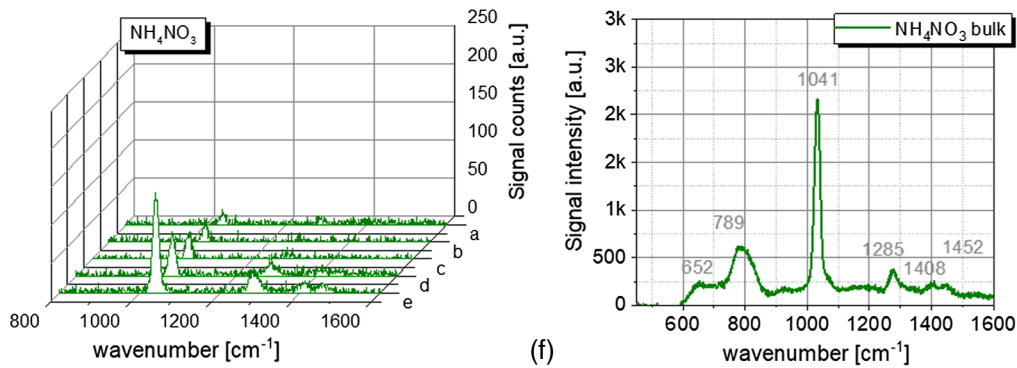 NH₄NO₃
250
200
150
100
50
0
Signal counts [a.u.]
a
b
c
d
e
800
1000
1200
1400
1600
wavenumber [cm⁻¹]
(f)
NH₄NO₃ bulk
3k
3k
2k
2k
1k
500
0
Signal intensity [a.u.]
1041
789
652
1285
1452
1408
600
800
1000
1200
1400
1600
wavenumber [cm⁻¹]